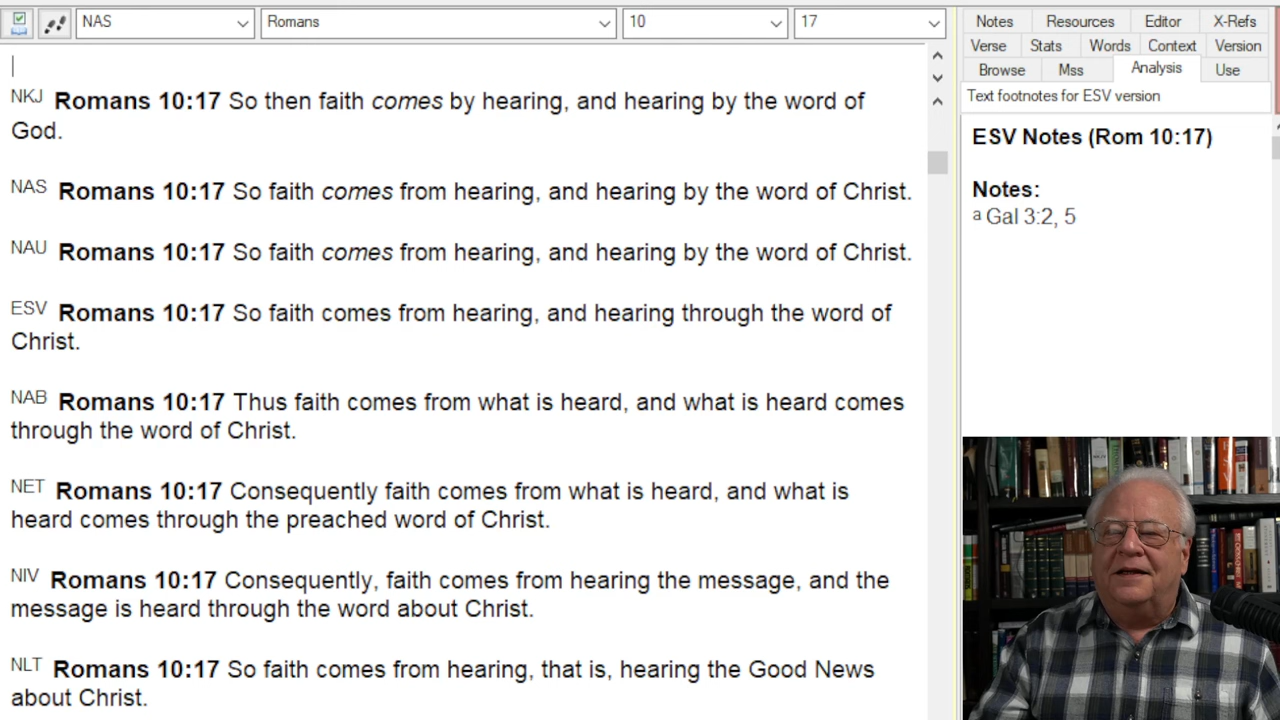 NAS Romans 10 17
NKJ Romans 10:17 So then faith comes by hearing, and hearing by the word of
God.
NAS Romans 10:17 So faith comes from hearing, and hearing by the word of Christ.
NAU Romans 10:17 So faith comes from hearing, and hearing by the word of Christ.
ESV Romans 10:17 So faith comes from hearing, and hearing through the word of
Christ.
NAB Romans 10:17 Thus faith comes from what is heard, and what is heard comes
through the word of Christ.
NET Romans 10:17 Consequently faith comes from what is heard, and what is
heard comes through the preached word of Christ.
NIV Romans 10:17 Consequently, faith comes from hearing the message, and the
message is heard through the word about Christ.
NLT Romans 10:17 So faith comes from hearing, that is, hearing the Good News
about Christ.
Notes Resources Editor X-Refs
Verse Stats Words Context Version
Browse Mss Analysis Use
Text footnotes for ESV version
ESV Notes (Rom 10:17)
Notes:
a Gal 3:2, 5